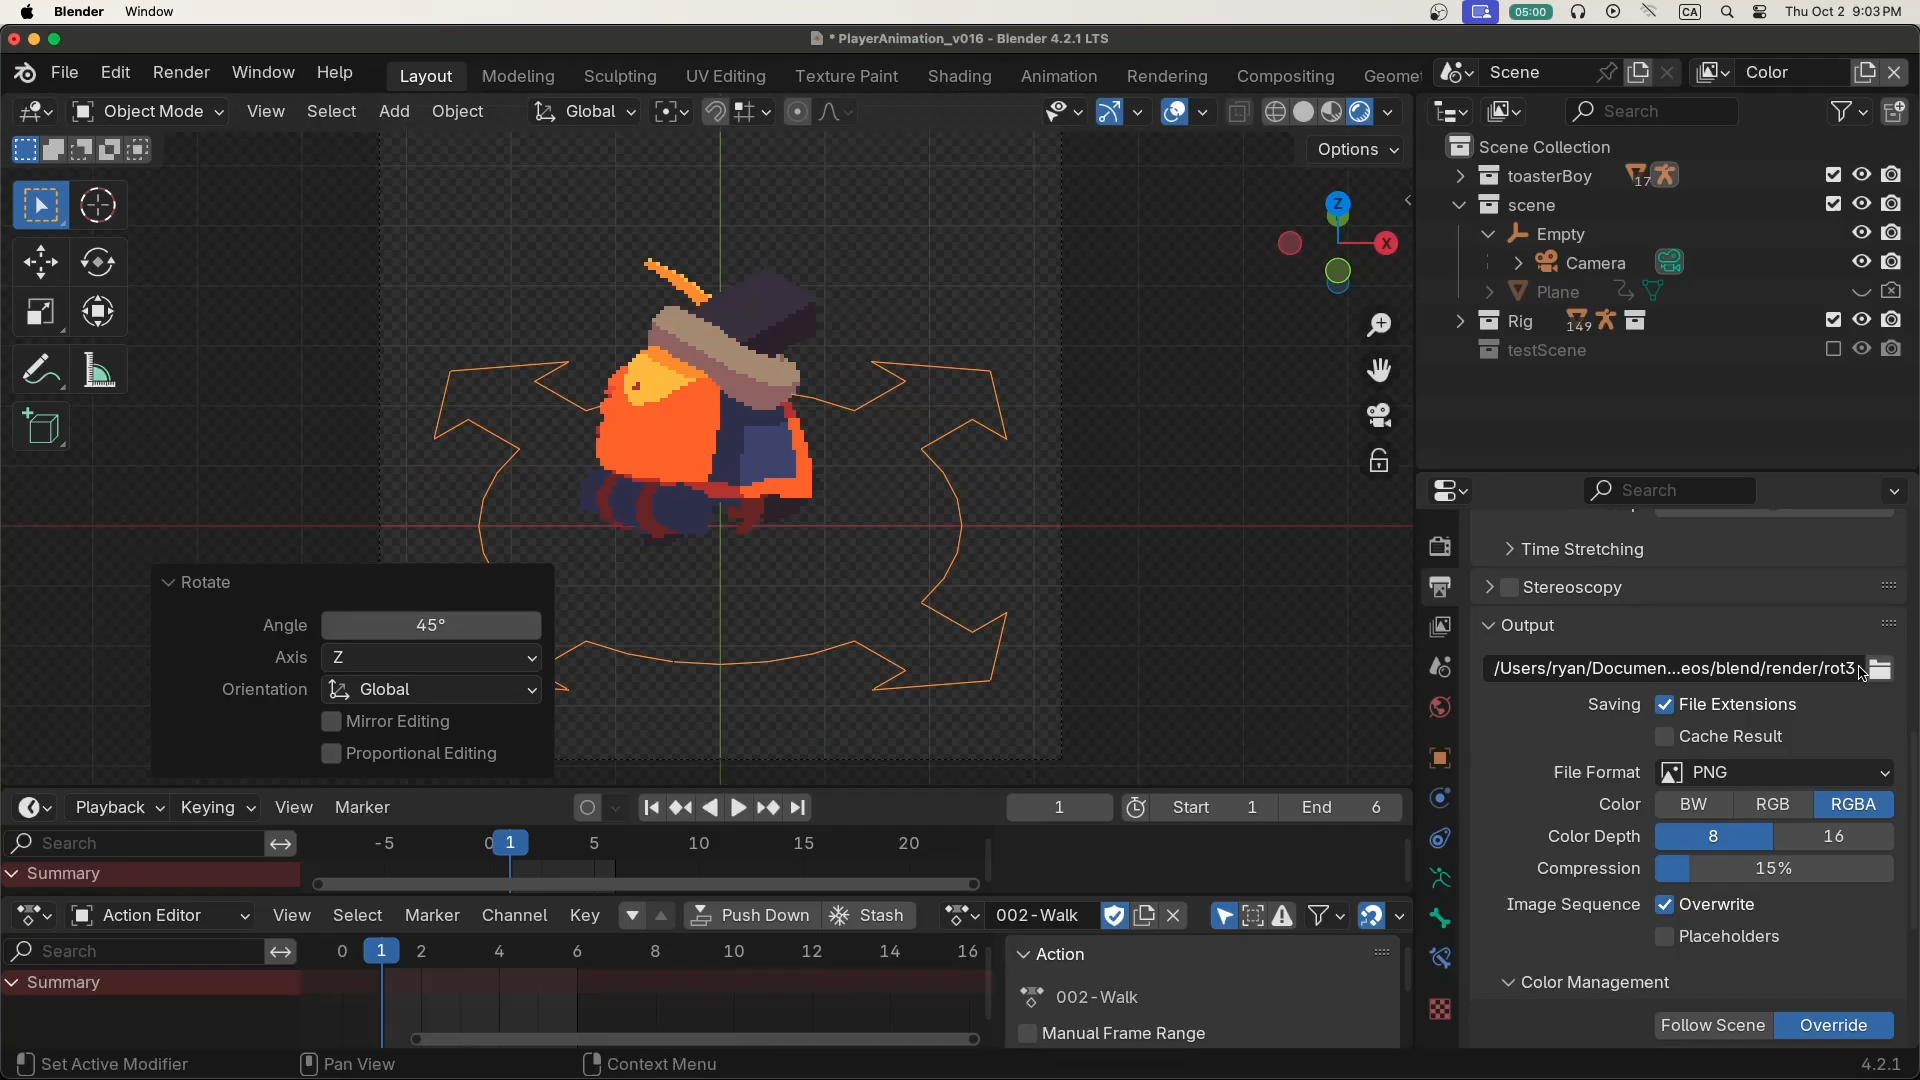 Blender Window 05:00 CA Thu Oct 2 9:03 PM
* PlayerAnimation_v016 - Blender 4.2.1 LTS
File Edit Render Window Help Layout Modeling Sculpting UV Editing Texture Paint Shading Animation Rendering Compositing Geomet Scene Color
Object Mode View Select Add Object Global Search
Options
Scene Collection
toasterBoy 17
scene
Empty
Camera
Plane
Rig 149
testScene
Z
X
Search
Time Stretching
Stereoscopy
Output
/Users/ryan/Documen...eos/blend/render/rot3
Saving File Extensions
Cache Result
File Format PNG
Color BW RGB RGBA
Color Depth 8 16
Compression 15%
Image Sequence Overwrite
Placeholders
Color Management
Follow Scene Override
Rotate
Angle 45°
Axis Z
Orientation Global
Mirror Editing
Proportional Editing
Playback Keying View Marker 1 Start 1 End 6
Search -5 0 1 5 10 15 20
Summary
Action Editor View Select Marker Channel Key Push Down Stash 002-Walk
Search 0 1 2 4 6 8 10 12 14 16
Summary
Action
002-Walk
Manual Frame Range
Set Active Modifier Pan View Context Menu 4.2.1